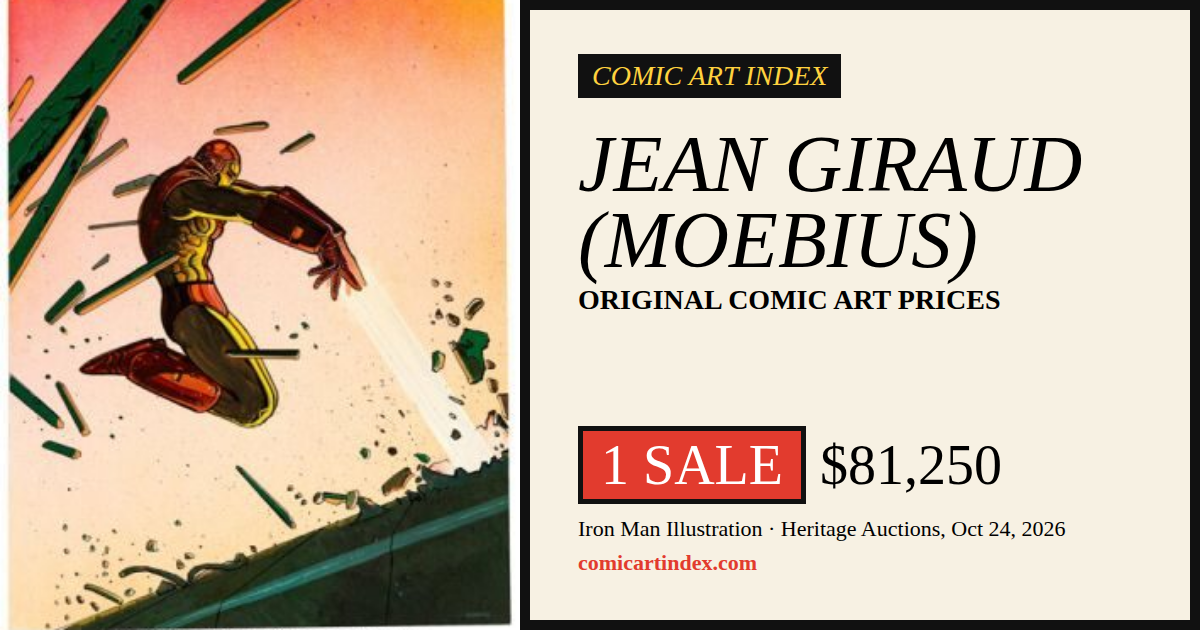 COMIC ART INDEX
JEAN GIRAUD
(MOEBIUS)
ORIGINAL COMIC ART PRICES
1 SALE $81,250
Iron Man Illustration · Heritage Auctions, Oct 24, 2026
comicartindex.com